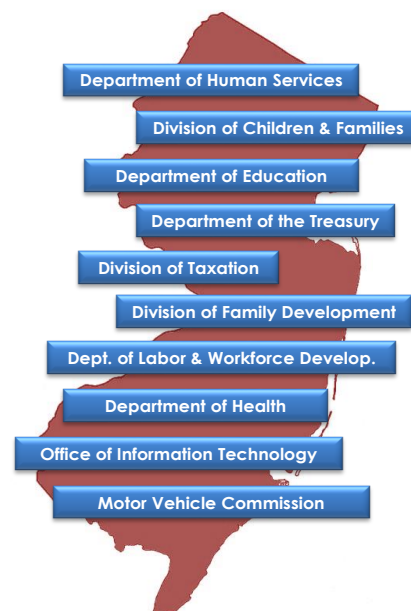 Department of Human Services
Division of Children & Families
Department of Education
Department of the Treasury
Division of Taxation
Division of Family Development
Dept. of Labor & Workforce Develop.
Department of Health
Office of Information Technology
Motor Vehicle Commission